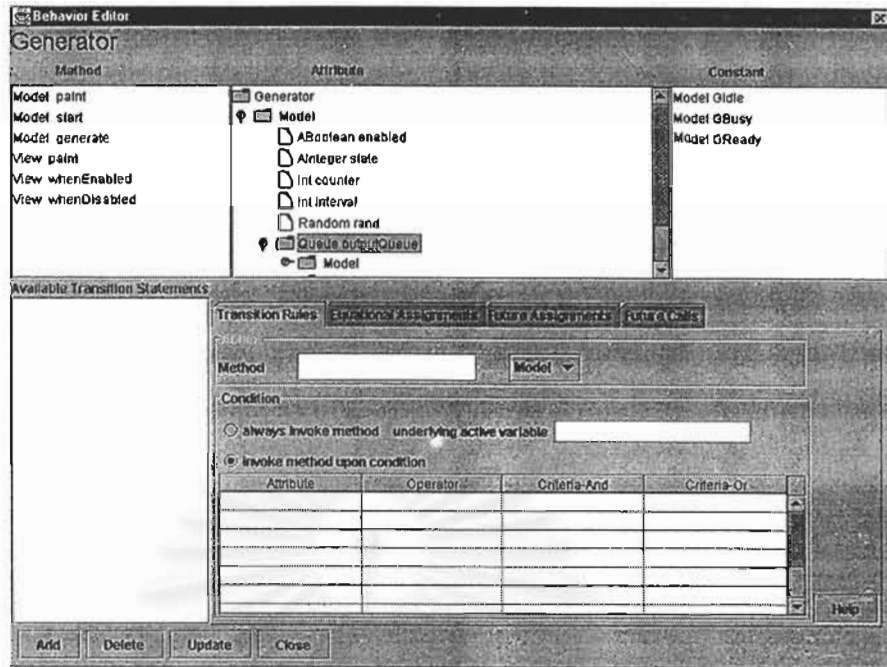 Behavior Editor
Generator
Method Attribute Constant
Model paint
Model start
Model generate
View paint
View whenEnabled
View whenDisabled
Generator
Model
ABoolean enabled
AInteger state
Int counter
Int interval
Random rand
Queue outputQueue
Model
Model GIdle
Model GBusy
Model GReady
Available Transition Statements
Transition Rules Equational Assignments Future Assignments Future Calls
Method Model
Condition
always invoke method underlying active variable
invoke method upon condition
Attribute Operator Criteria-And Criteria-Or
Help
Add Delete Update Close